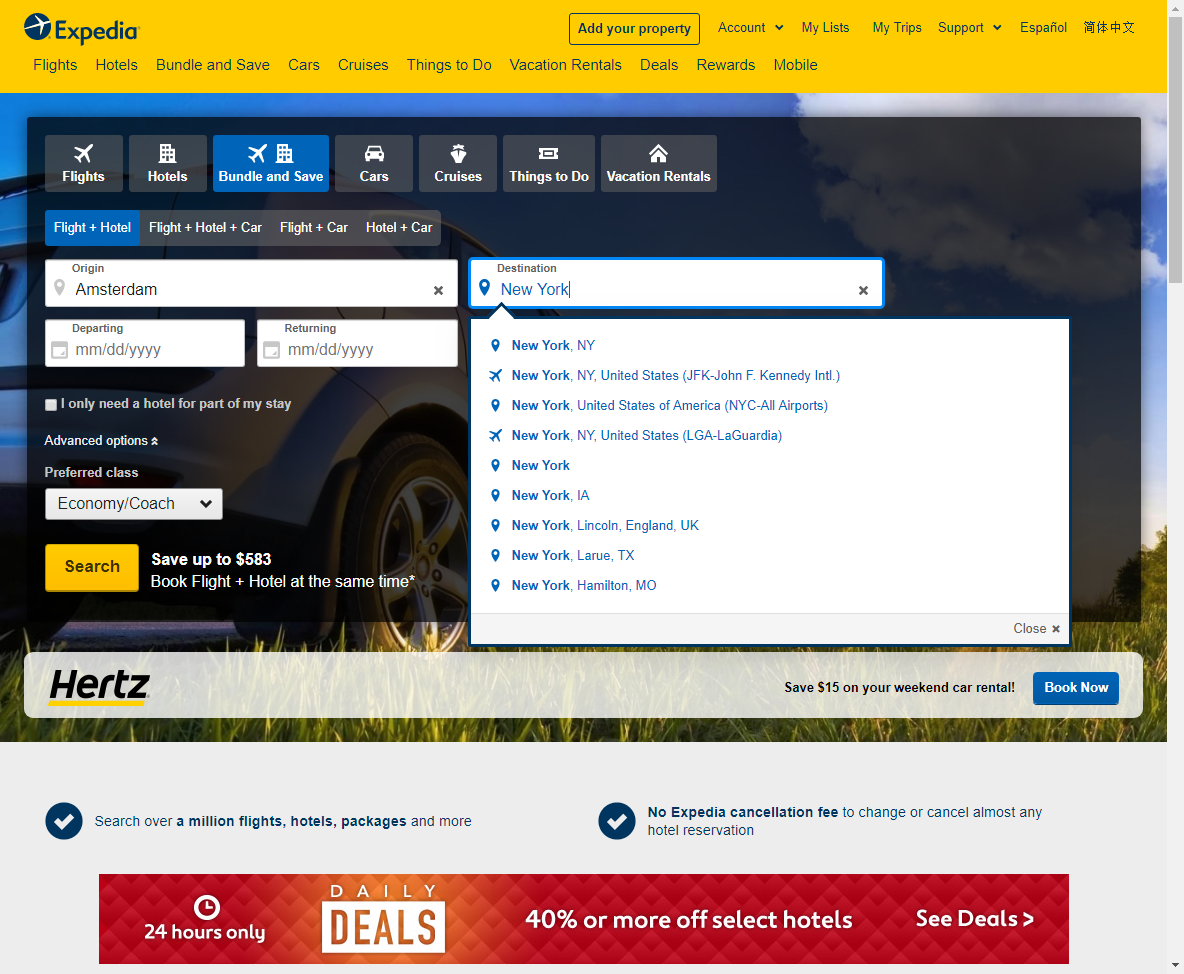 Expedia
Add your property
Account
My Lists
My Trips
Support
Español
简体中文
Flights
Hotels
Bundle and Save
Cars
Cruises
Things to Do
Vacation Rentals
Deals
Rewards
Mobile
Flights
Hotels
Bundle and Save
Cars
Cruises
Things to Do
Vacation Rentals
Flight + Hotel
Flight + Hotel + Car
Flight + Car
Hotel + Car
Origin
Amsterdam
Destination
New York
Departing
mm/dd/yyyy
Returning
mm/dd/yyyy
New York, NY
New York, NY, United States (JFK-John F. Kennedy Intl.)
New York, United States of America (NYC-All Airports)
New York, NY, United States (LGA-LaGuardia)
New York
New York, IA
New York, Lincoln, England, UK
New York, Larue, TX
New York, Hamilton, MO
Close
I only need a hotel for part of my stay
Advanced options
Preferred class
Economy/Coach
Search
Save up to $583
Book Flight + Hotel at the same time*
Hertz
Save $15 on your weekend car rental!
Book Now
Search over a million flights, hotels, packages and more
No Expedia cancellation fee to change or cancel almost any
hotel reservation
24 hours only
DAILY
DEALS
40% or more off select hotels
See Deals >